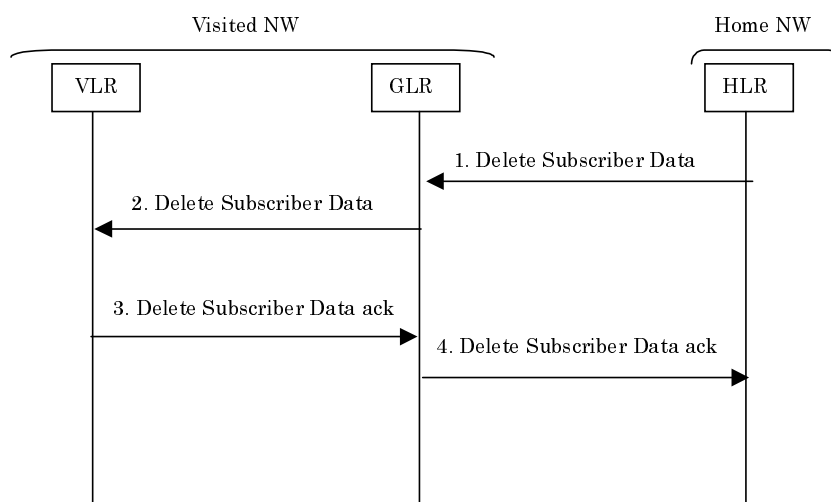 Visited NW
Home NW
VLR
GLR
HLR
1. Delete Subscriber Data
2. Delete Subscriber Data
3. Delete Subscriber Data ack
4. Delete Subscriber Data ack